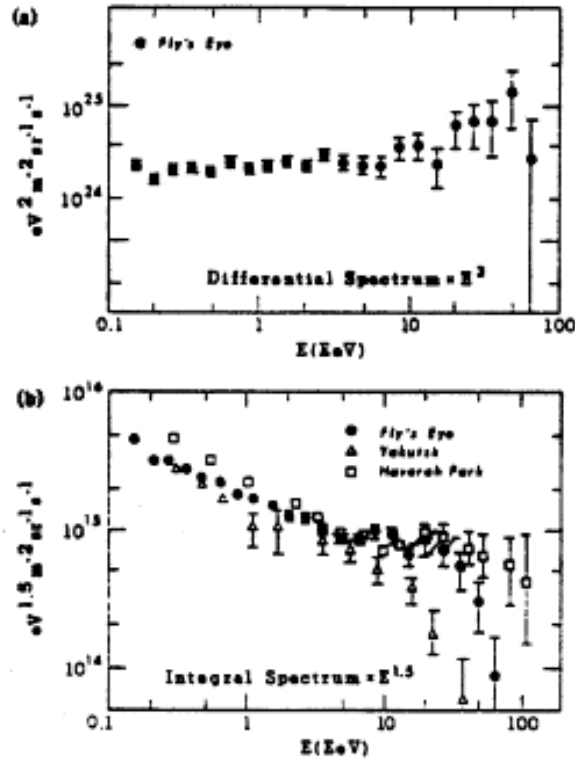 (a)
● Fly's Eye
10^25
10^24
eV^2 m^-2 sr^-1 s^-1
Differential Spectrum × E^3
0.1 1 10 100
E(EeV)
(b)
10^16
10^15
10^14
eV^1.5 m^-2 sr^-1 s^-1
● Fly's Eye
△ Yakutsk
□ Haverah Park
Integral Spectrum × E^1.5
0.1 1 10 100
E(EeV)